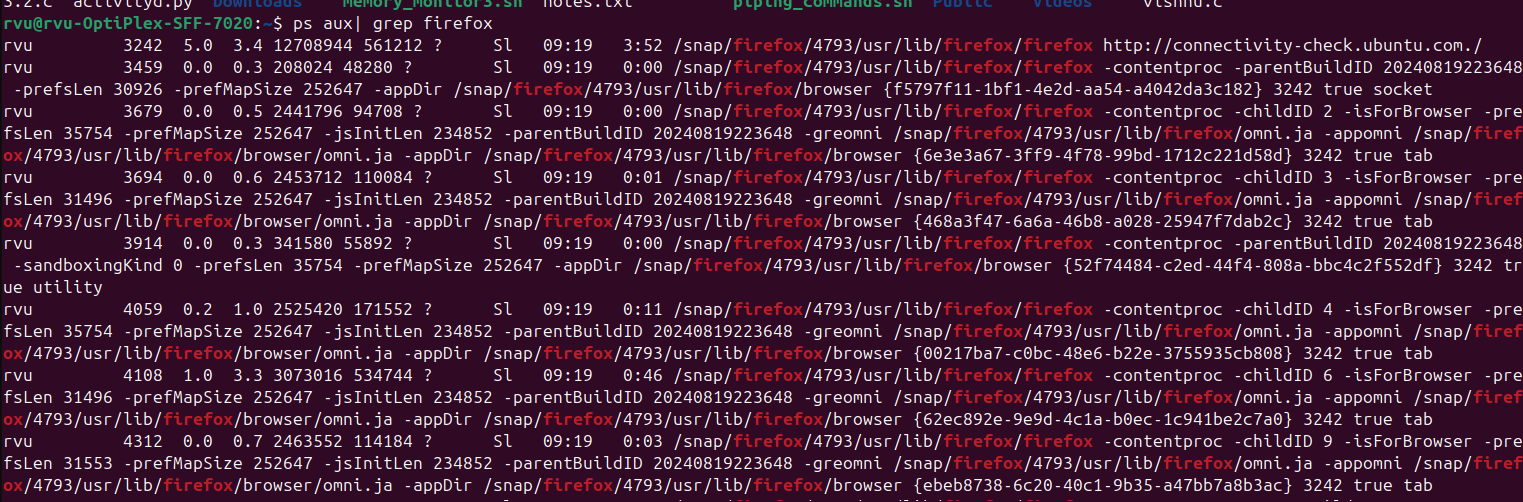 3.2.c  activityd.py  Downloads     Memory_Monitor3.sh  notes.txt          piping_commands.sh  Public    Videos     vishnu.c
rvu@rvu-OptiPlex-SFF-7020:~$ ps aux| grep firefox
rvu         3242  5.0  3.4 12708944 561212 ?     Sl   09:19   3:52 /snap/firefox/4793/usr/lib/firefox/firefox http://connectivity-check.ubuntu.com./
rvu         3459  0.0  0.3 208024 48280 ?        Sl   09:19   0:00 /snap/firefox/4793/usr/lib/firefox/firefox -contentproc -parentBuildID 20240819223648
 -prefsLen 30926 -prefMapSize 252647 -appDir /snap/firefox/4793/usr/lib/firefox/browser {f5797f11-1bf1-4e2d-aa54-a4042da3c182} 3242 true socket
rvu         3679  0.0  0.5 2441796 94708 ?       Sl   09:19   0:00 /snap/firefox/4793/usr/lib/firefox/firefox -contentproc -childID 2 -isForBrowser -pre
fsLen 35754 -prefMapSize 252647 -jsInitLen 234852 -parentBuildID 20240819223648 -greomni /snap/firefox/4793/usr/lib/firefox/omni.ja -appomni /snap/firef
ox/4793/usr/lib/firefox/browser/omni.ja -appDir /snap/firefox/4793/usr/lib/firefox/browser {6e3e3a67-3ff9-4f78-99bd-1712c221d58d} 3242 true tab
rvu         3694  0.0  0.6 2453712 110084 ?      Sl   09:19   0:01 /snap/firefox/4793/usr/lib/firefox/firefox -contentproc -childID 3 -isForBrowser -pre
fsLen 31496 -prefMapSize 252647 -jsInitLen 234852 -parentBuildID 20240819223648 -greomni /snap/firefox/4793/usr/lib/firefox/omni.ja -appomni /snap/firef
ox/4793/usr/lib/firefox/browser/omni.ja -appDir /snap/firefox/4793/usr/lib/firefox/browser {468a3f47-6a6a-46b8-a028-25947f7dab2c} 3242 true tab
rvu         3914  0.0  0.3 341580 55892 ?        Sl   09:19   0:00 /snap/firefox/4793/usr/lib/firefox/firefox -contentproc -parentBuildID 20240819223648
 -sandboxingKind 0 -prefsLen 35754 -prefMapSize 252647 -appDir /snap/firefox/4793/usr/lib/firefox/browser {52f74484-c2ed-44f4-808a-bbc4c2f552df} 3242 tr
ue utility
rvu         4059  0.2  1.0 2525420 171552 ?      Sl   09:19   0:11 /snap/firefox/4793/usr/lib/firefox/firefox -contentproc -childID 4 -isForBrowser -pre
fsLen 35754 -prefMapSize 252647 -jsInitLen 234852 -parentBuildID 20240819223648 -greomni /snap/firefox/4793/usr/lib/firefox/omni.ja -appomni /snap/firef
ox/4793/usr/lib/firefox/browser/omni.ja -appDir /snap/firefox/4793/usr/lib/firefox/browser {00217ba7-c0bc-48e6-b22e-3755935cb808} 3242 true tab
rvu         4108  1.0  3.3 3073016 534744 ?      Sl   09:19   0:46 /snap/firefox/4793/usr/lib/firefox/firefox -contentproc -childID 6 -isForBrowser -pre
fsLen 31496 -prefMapSize 252647 -jsInitLen 234852 -parentBuildID 20240819223648 -greomni /snap/firefox/4793/usr/lib/firefox/omni.ja -appomni /snap/firef
ox/4793/usr/lib/firefox/browser/omni.ja -appDir /snap/firefox/4793/usr/lib/firefox/browser {62ec892e-9e9d-4c1a-b0ec-1c941be2c7a0} 3242 true tab
rvu         4312  0.0  0.7 2463552 114184 ?      Sl   09:19   0:03 /snap/firefox/4793/usr/lib/firefox/firefox -contentproc -childID 9 -isForBrowser -pre
fsLen 31553 -prefMapSize 252647 -jsInitLen 234852 -parentBuildID 20240819223648 -greomni /snap/firefox/4793/usr/lib/firefox/omni.ja -appomni /snap/firef
ox/4793/usr/lib/firefox/browser/omni.ja -appDir /snap/firefox/4793/usr/lib/firefox/browser {ebeb8738-6c20-40c1-9b35-a47bb7a8b3ac} 3242 true tab